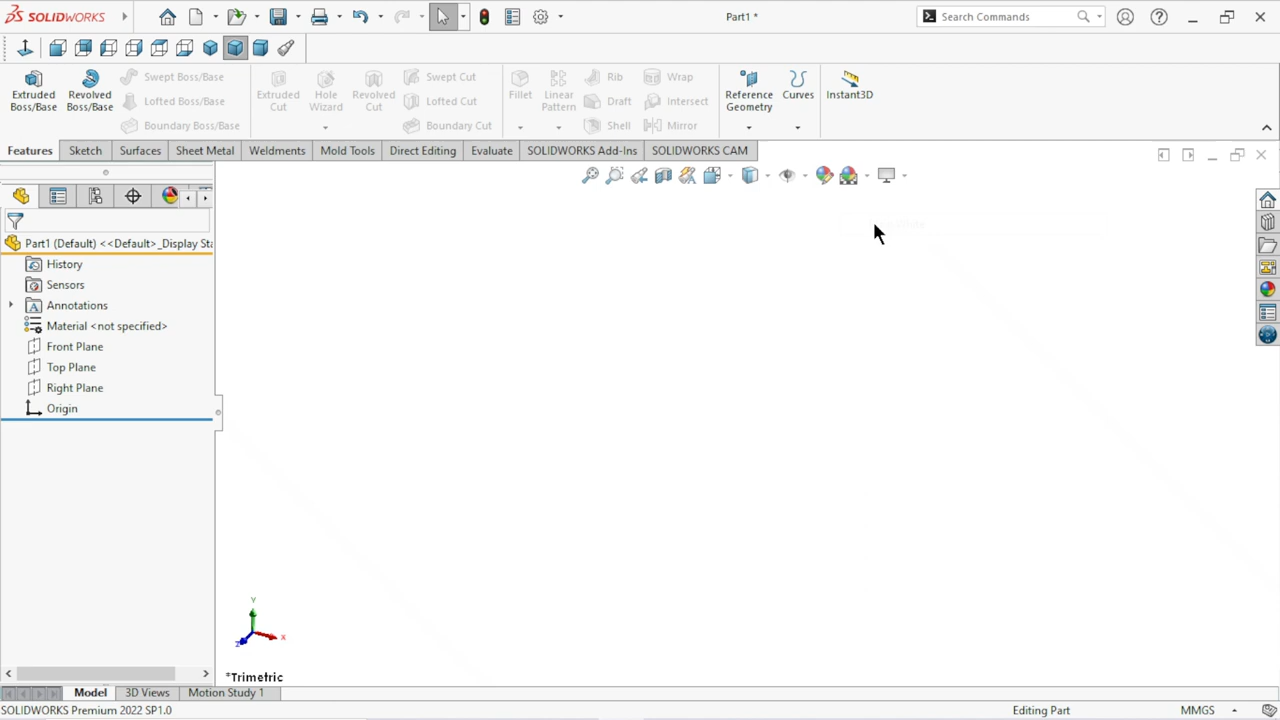 SOLIDWORKS
Part1 *
Search Commands
Extruded Boss/Base
Revolved Boss/Base
Swept Boss/Base
Lofted Boss/Base
Boundary Boss/Base
Extruded Cut
Hole Wizard
Revolved Cut
Swept Cut
Lofted Cut
Boundary Cut
Fillet
Linear Pattern
Rib
Draft
Shell
Wrap
Intersect
Mirror
Reference Geometry
Curves
Instant3D
Features
Sketch
Surfaces
Sheet Metal
Weldments
Mold Tools
Direct Editing
Evaluate
SOLIDWORKS Add-Ins
SOLIDWORKS CAM
Part1 (Default) <<Default>_Display Sta
History
Sensors
Annotations
Material <not specified>
Front Plane
Top Plane
Right Plane
Origin
Y
X
Z
*Trimetric
Model
3D Views
Motion Study 1
SOLIDWORKS Premium 2022 SP1.0
Editing Part
MMGS